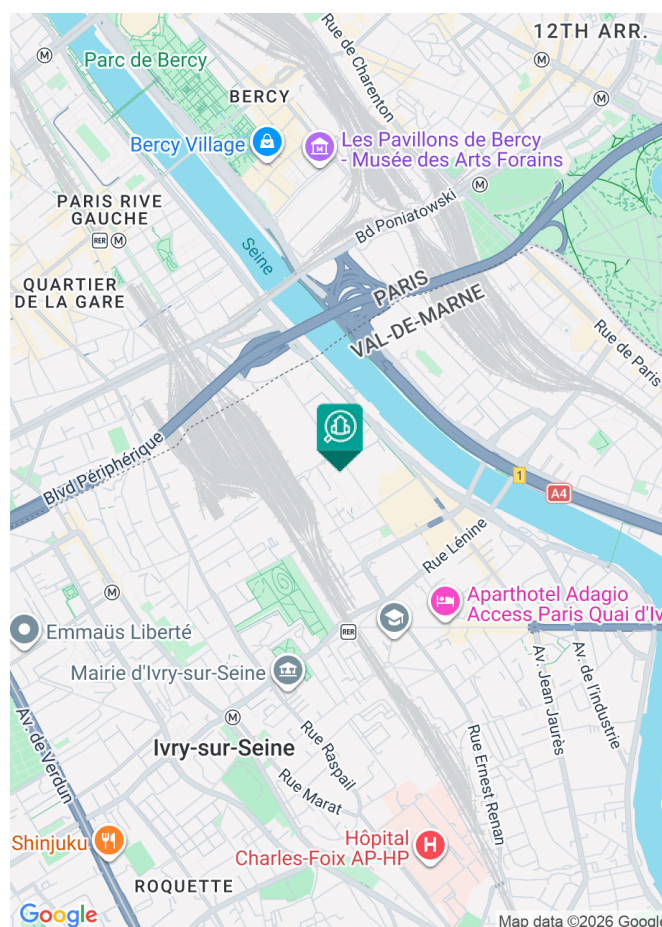 12TH ARR.
Rue de Charenton
M
M
M
Parc de Bercy
BERCY
Bercy Village
Les Pavillons de Bercy
- Musée des Arts Forains
M
PARIS RIVE
GAUCHE
RER M
Bd Poniatowski
Seine
QUARTIER
DE LA GARE
PARIS
VAL-DE-MARNE
Rue de Paris
Blvd Périphérique
1
A4
Rue Lénine
M
Aparthotel Adagio
Access Paris Quai d'Iv
Emmaüs Liberté
RER
Mairie d'Ivry-sur-Seine
Av. Jean Jaurès
Av. de l'industrie
M
Av. de Verdun
Ivry-sur-Seine
Rue Raspail
Rue Marat
Rue Ernest Renan
Shinjuku
Hôpital
Charles-Foix AP-HP
H
ROQUETTE
Google
Map data ©2026 Google